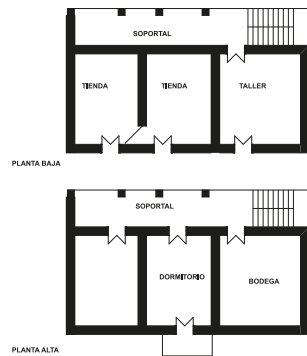 SOPORTAL
TIENDA TIENDA TALLER
PLANTA BAJA
SOPORTAL
DORMITORIO BODEGA
PLANTA ALTA